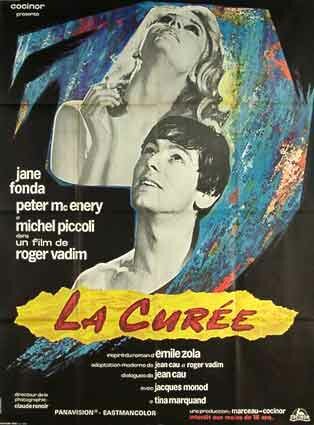 cocinor
présente
jane
fonda
peter mc enery
et
michel piccoli
dans
un film de
roger vadim
LA CURÉE
inspiré du roman d'émile zola
adaptation moderne de jean cau et roger vadim
dialogues de jean cau
avec jacques monod
et
tina marquand
directeur de la
photographie
claude renoir
PANAVISION - EASTMANCOLOR
une production: marceau-cocinor
interdit aux moins de 18 ans
COCINOR